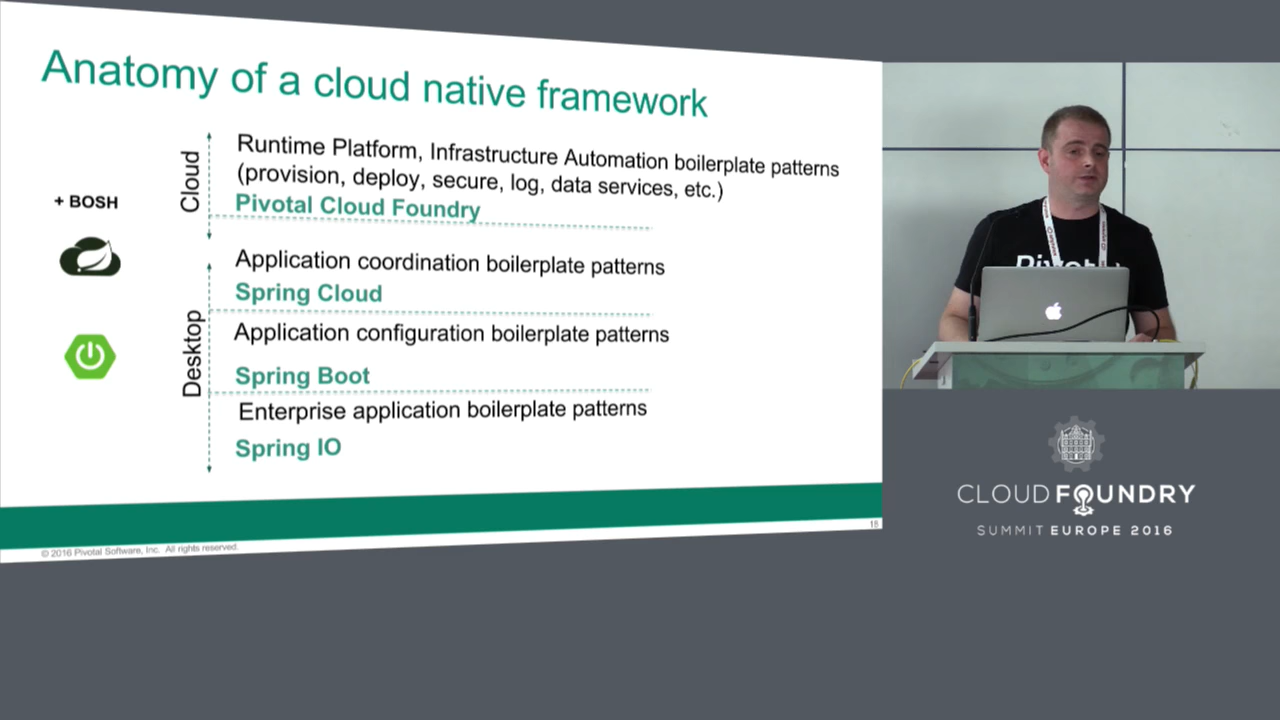 Anatomy of a cloud native framework
Cloud
Runtime Platform, Infrastructure Automation boilerplate patterns
(provision, deploy, secure, log, data services, etc.)
Pivotal Cloud Foundry
+ BOSH
Desktop
Application coordination boilerplate patterns
Spring Cloud
Application configuration boilerplate patterns
Spring Boot
Enterprise application boilerplate patterns
Spring IO
© 2016 Pivotal Software, Inc. All rights reserved.
Pivotal
CLOUD FOUNDRY
SUMMIT EUROPE 2016